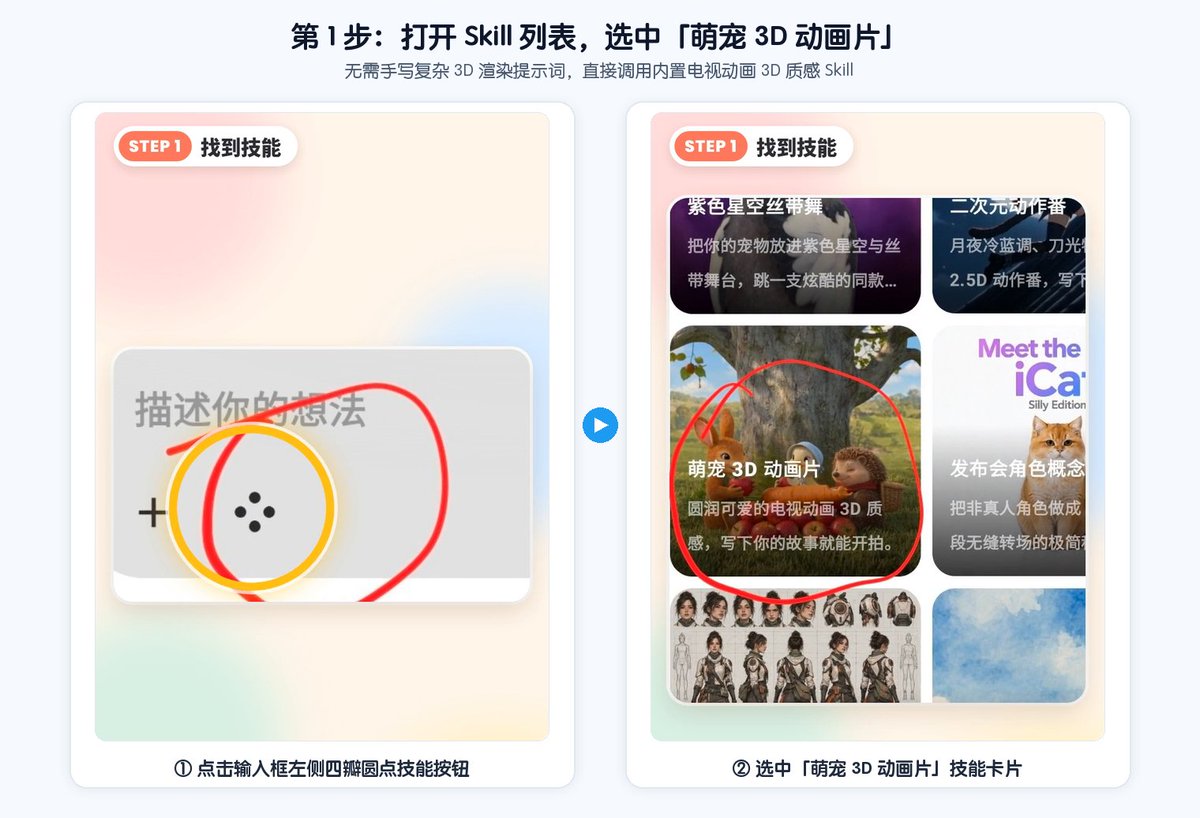 第1步：打开 Skill 列表，选中「萌宠 3D 动画片」
无需手写复杂 3D 渲染提示词，直接调用内置电视动画 3D 质感 Skill
STEP 1 找到技能
描述你的想法
① 点击输入框左侧四瓣圆点技能按钮
STEP 1 找到技能
紫色星空丝带舞
把你的宠物放进紫色星空与丝
带舞台，跳一支炫酷的同款...
二次元动作番
月夜冷蓝调、刀光
2.5D 动作番，写下
萌宠 3D 动画片
圆润可爱的电视动画 3D 质
感，写下你的故事就能开拍。
Meet the
iCa
Silly Edition
发布会角色概念
把非真人角色做成
段无缝转场的极简
② 选中「萌宠 3D 动画片」技能卡片